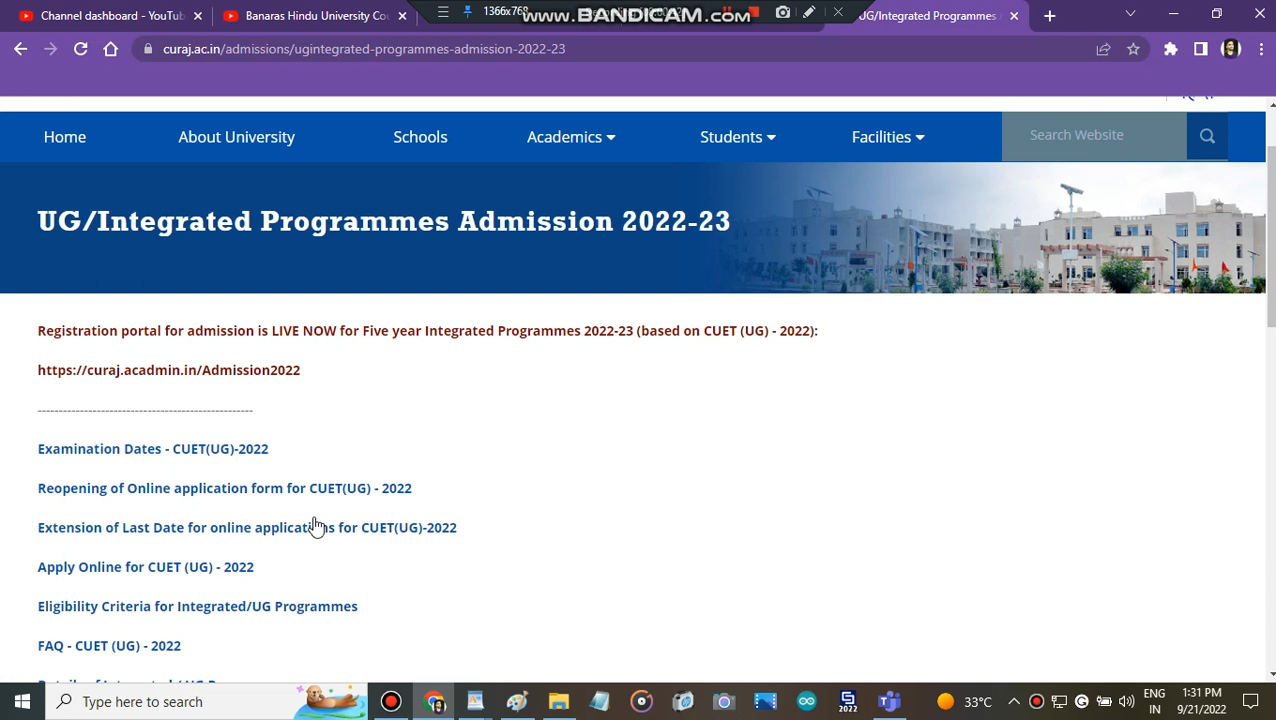 Channel dashboard - YouTub
Banaras Hindu University Cou
1366x768
www.BANDICAM.com
UG/Integrated Programmes
curaj.ac.in/admissions/ugintegrated-programmes-admission-2022-23
Home About University Schools Academics Students Facilities Search Website
UG/Integrated Programmes Admission 2022-23
Registration portal for admission is LIVE NOW for Five year Integrated Programmes 2022-23 (based on CUET (UG) - 2022):
https://curaj.acadmin.in/Admission2022
---------------------------------------------------
Examination Dates - CUET(UG)-2022
Reopening of Online application form for CUET(UG) - 2022
Extension of Last Date for online applications for CUET(UG)-2022
Apply Online for CUET (UG) - 2022
Eligibility Criteria for Integrated/UG Programmes
FAQ - CUET (UG) - 2022
Type here to search
2022
33°C
ENG
IN
1:31 PM
9/21/2022